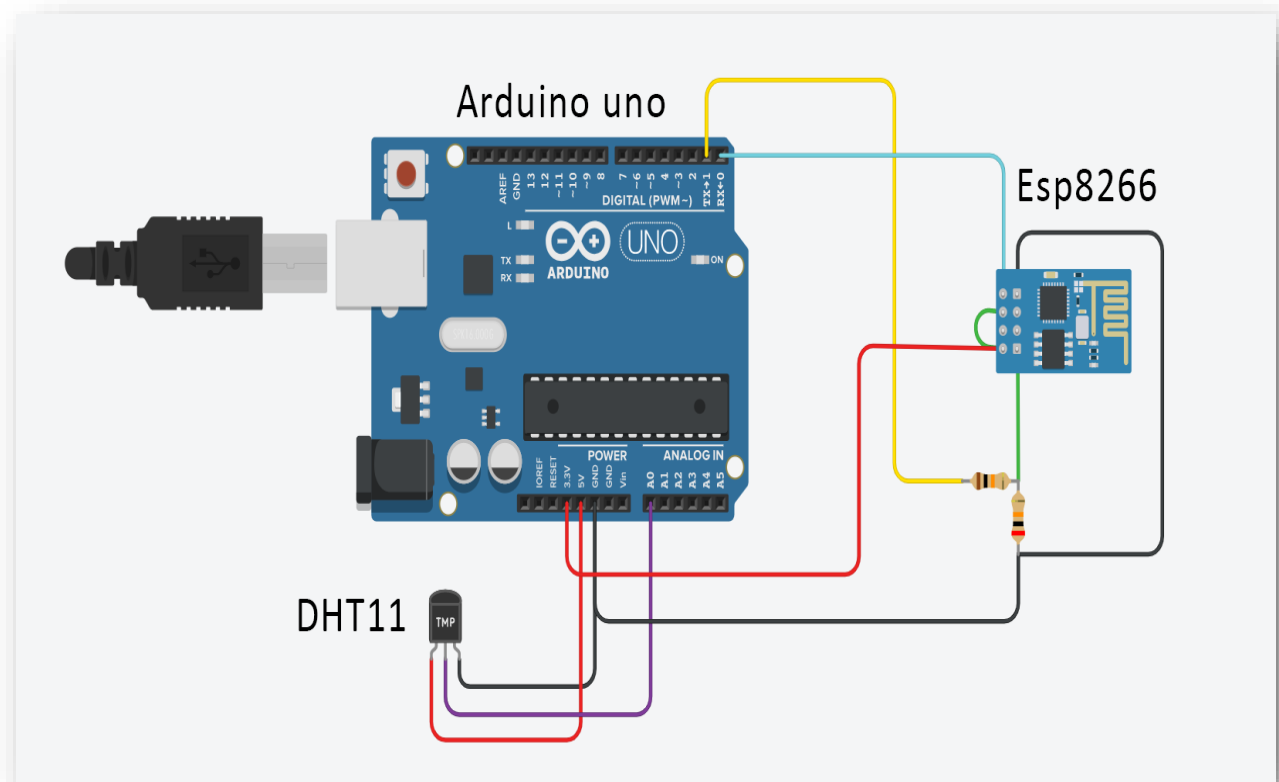 Arduino uno
Esp8266
AREF
GND
13
12
~11
~10
~9
8
7
~6
~5
4
~3
2
TX→1
RX←0
DIGITAL (PWM~)
L
TX
RX
ARDUINO
UNO
ON
POWER
ANALOG IN
IOREF
RESET
3.3V
5V
GND
GND
Vin
A0
A1
A2
A3
A4
A5
DHT11
TMP